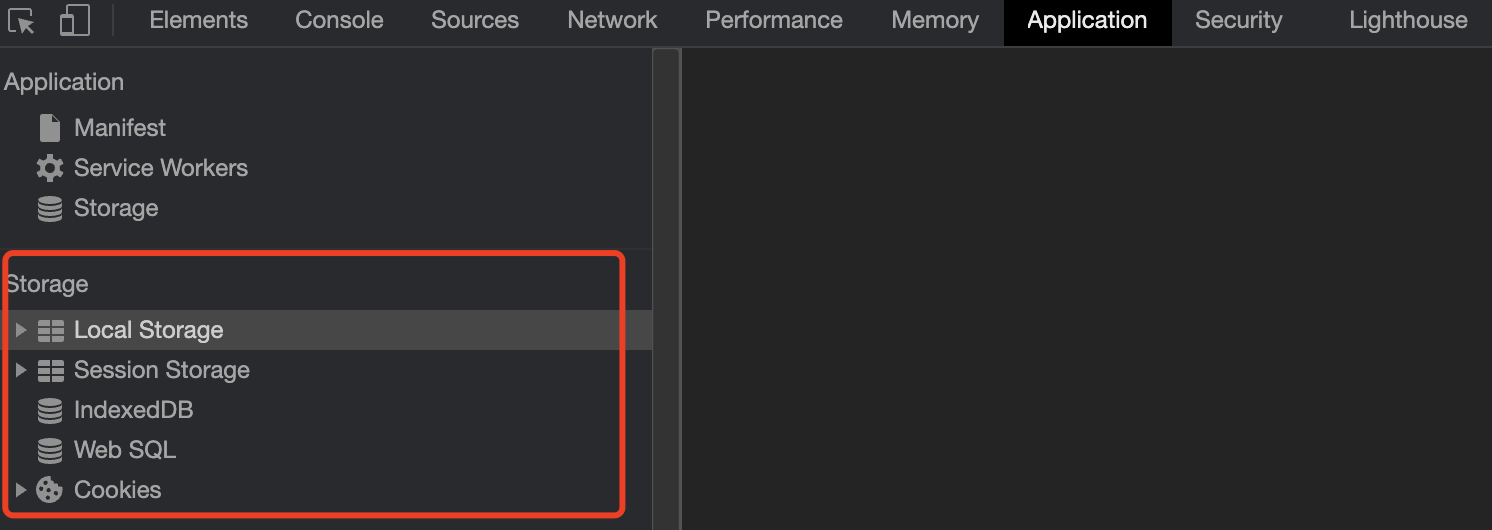 Elements Console Sources Network Performance Memory Application Security Lighthouse
Application
Manifest
Service Workers
Storage
Storage
Local Storage
Session Storage
IndexedDB
Web SQL
Cookies